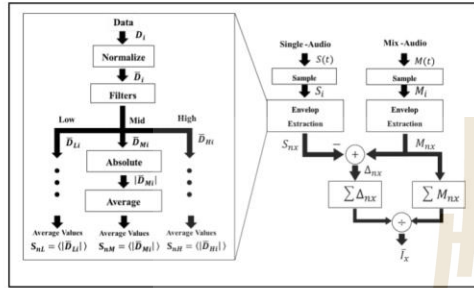 Data
D_i
Normalize
D̅_i
Filters
Low Mid High
D̅_Li D̅_Mi D̅_Hi
Absolute
|D̅_Mi|
Average
Average Values Average Values Average Values
S_nL = ⟨|D̅_Li|⟩ S_nM = ⟨|D̅_Mi|⟩ S_nH = ⟨|D̅_Hi|⟩
Single-Audio Mix-Audio
S(t) M(t)
Sample Sample
S_i M_i
Envelop Envelop
Extraction Extraction
S_nx − M_nx
+
Δ_nx
∑Δ_nx ∑M_nx
÷
I̅_x